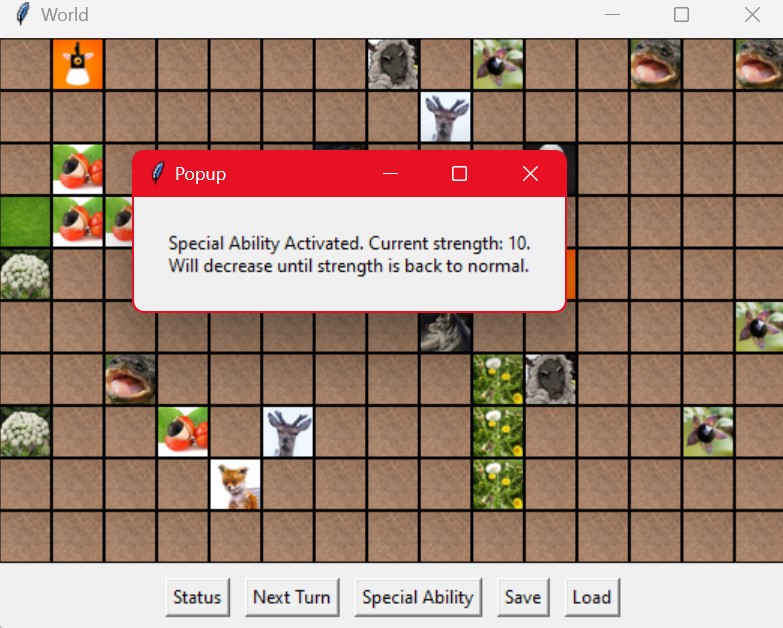 World
Popup
Special Ability Activated. Current strength: 10.
Will decrease until strength is back to normal.
Status Next Turn Special Ability Save Load